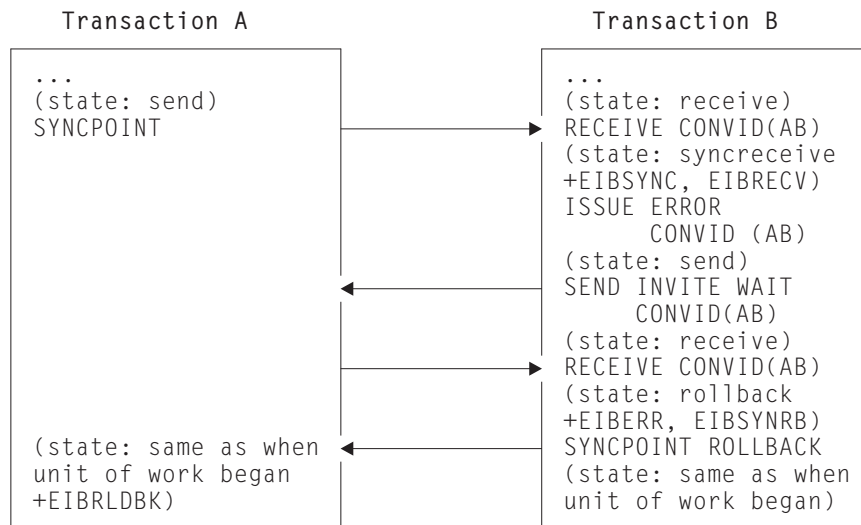 Transaction A
...
(state: send)
SYNCPOINT
(state: same as when
unit of work began
+EIBRLDBK)
Transaction B
...
(state: receive)
RECEIVE CONVID(AB)
(state: syncreceive
+EIBSYNC, EIBRECV)
ISSUE ERROR
CONVID (AB)
(state: send)
SEND INVITE WAIT
CONVID(AB)
(state: receive)
RECEIVE CONVID(AB)
(state: rollback
+EIBERR, EIBSYNRB)
SYNCPOINT ROLLBACK
(state: same as when
unit of work began)